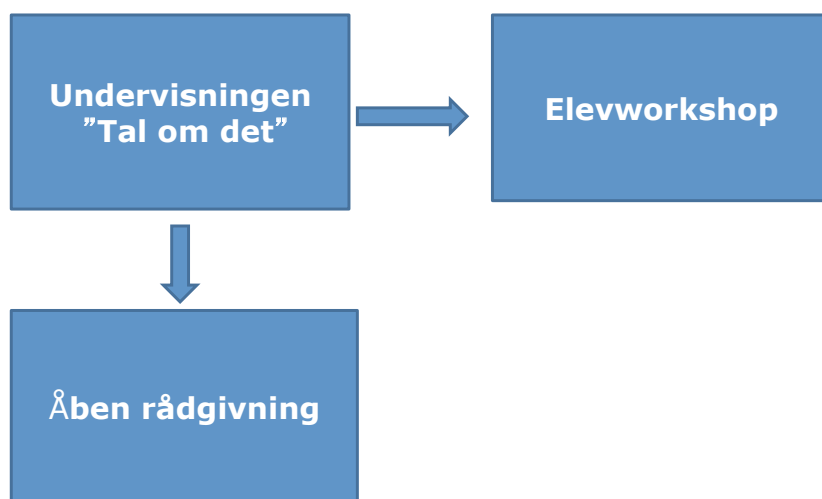 Undervisningen
”Tal om det”
Elevworkshop
Åben rådgivning